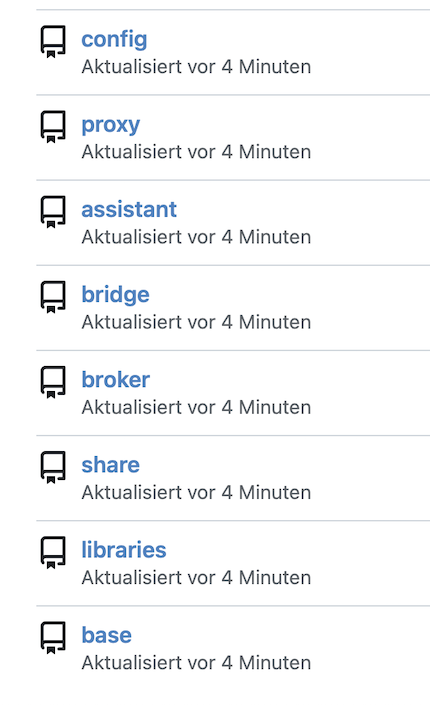 config
Aktualisiert vor 4 Minuten
proxy
Aktualisiert vor 4 Minuten
assistant
Aktualisiert vor 4 Minuten
bridge
Aktualisiert vor 4 Minuten
broker
Aktualisiert vor 4 Minuten
share
Aktualisiert vor 4 Minuten
libraries
Aktualisiert vor 4 Minuten
base
Aktualisiert vor 4 Minuten